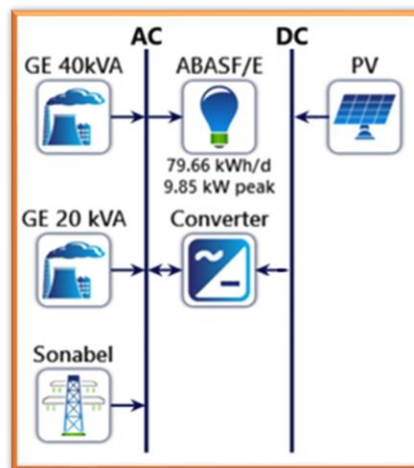 AC DC
GE 40kVA ABASF/E PV
79.66 kWh/d
9.85 kW peak
GE 20 kVA Converter
Sonabel